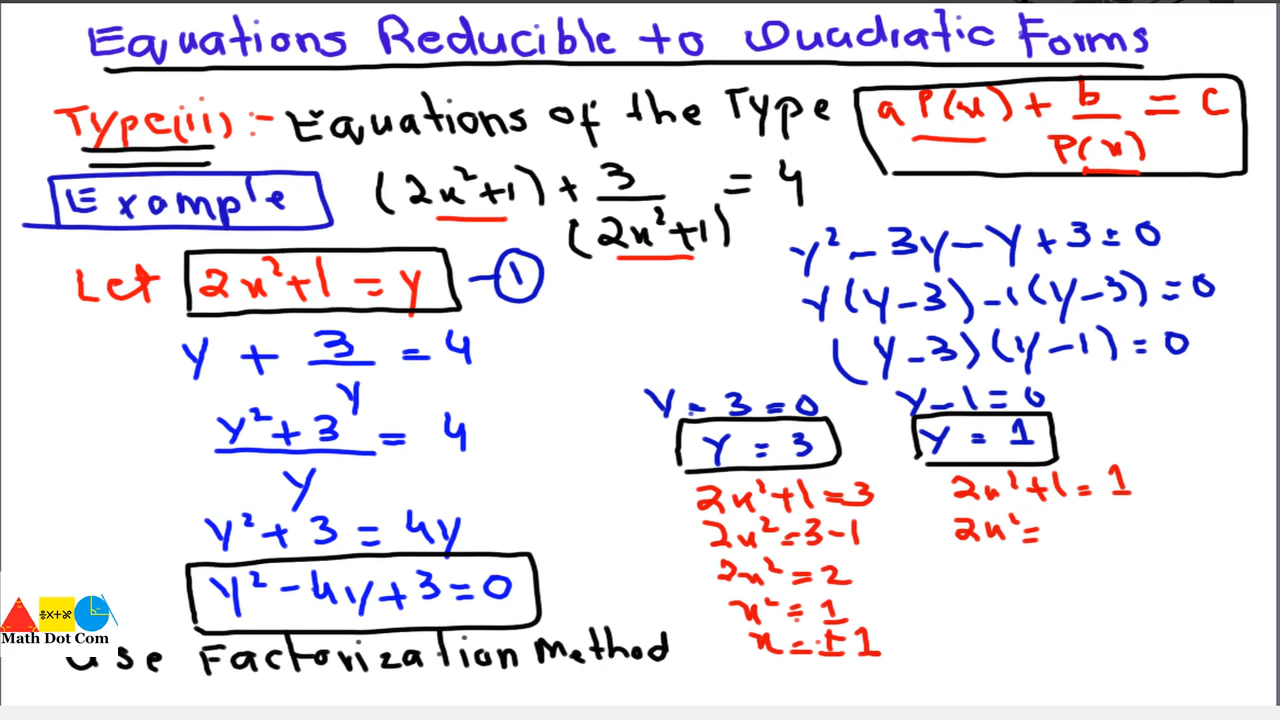 Equations Reducible to Quadratic Forms
Type(ii):- Equations of the Type a P(x) + b/P(x) = c
Example (2x²+1) + 3/(2x²+1) = 4
Let 2x²+1 = y - ①
y + 3/y = 4
y²+3/y = 4
y²+3 = 4y
y²-4y+3=0
Use Factorization Method
y²-3y-y+3=0
y(y-3)-1(y-3)=0
(y-3)(y-1)=0
y-3=0
y = 3
2x²+1=3
2x²=3-1
2x²=2
x²=1
x=±1
y-1=0
y = 1
2x²+1=1
2x²=
Math Dot Com